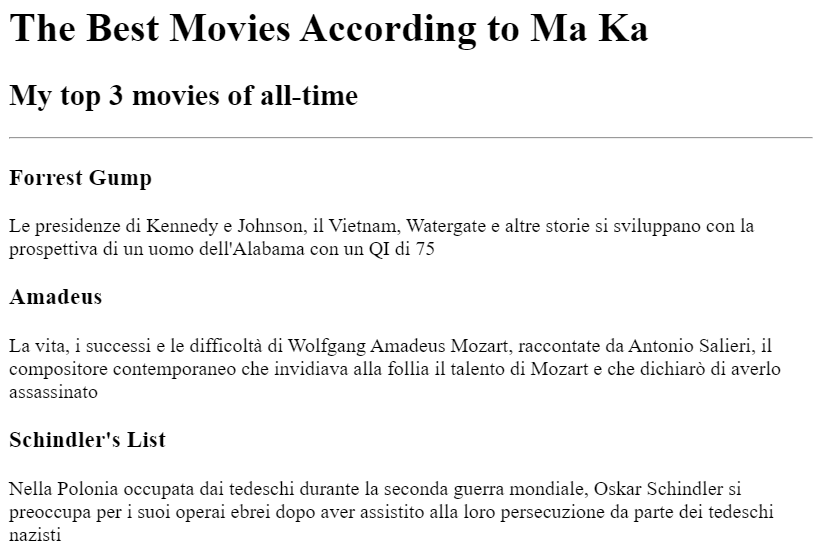 The Best Movies According to Ma Ka
My top 3 movies of all-time
Forrest Gump
Le presidenze di Kennedy e Johnson, il Vietnam, Watergate e altre storie si sviluppano con la
prospettiva di un uomo dell'Alabama con un QI di 75
Amadeus
La vita, i successi e le difficoltà di Wolfgang Amadeus Mozart, raccontate da Antonio Salieri, il
compositore contemporaneo che invidiava alla follia il talento di Mozart e che dichiarò di averlo
assassinato
Schindler's List
Nella Polonia occupata dai tedeschi durante la seconda guerra mondiale, Oskar Schindler si
preoccupa per i suoi operai ebrei dopo aver assistito alla loro persecuzione da parte dei tedeschi
nazisti